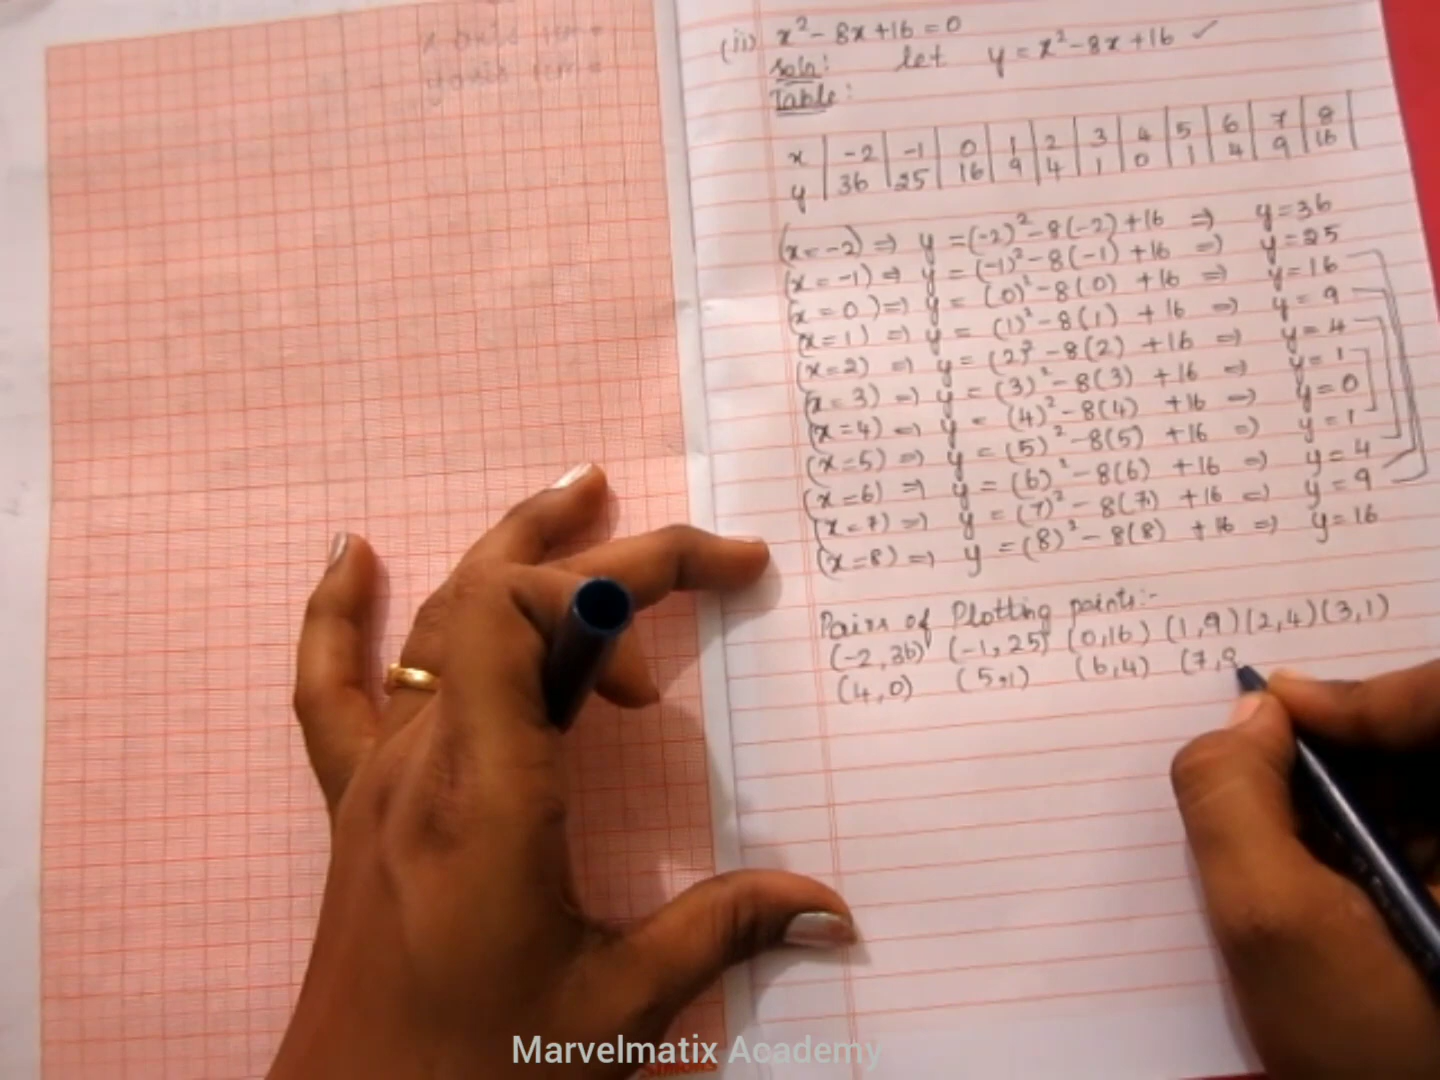 (ii) x² - 8x + 16 = 0
Soln: let y = x² - 8x + 16 ✓
Table:
x | -2 | -1 | 0 | 1 | 2 | 3 | 4 | 5 | 6 | 7 | 8 |
y | 36 | 25 | 16 | 9 | 4 | 1 | 0 | 1 | 4 | 9 | 16 |
(x = -2) ⇒ y = (-2)² - 8(-2) + 16 ⇒ y = 36
(x = -1) ⇒ y = (-1)² - 8(-1) + 16 ⇒ y = 25
(x = 0) ⇒ y = (0)² - 8(0) + 16 ⇒ y = 16
(x = 1) ⇒ y = (1)² - 8(1) + 16 ⇒ y = 9
(x = 2) ⇒ y = (2)² - 8(2) + 16 ⇒ y = 4
(x = 3) ⇒ y = (3)² - 8(3) + 16 ⇒ y = 1
(x = 4) ⇒ y = (4)² - 8(4) + 16 ⇒ y = 0
(x = 5) ⇒ y = (5)² - 8(5) + 16 ⇒ y = 1
(x = 6) ⇒ y = (6)² - 8(6) + 16 ⇒ y = 4
(x = 7) ⇒ y = (7)² - 8(7) + 16 ⇒ y = 9
(x = 8) ⇒ y = (8)² - 8(8) + 16 ⇒ y = 16
Pairs of Plotting points:-
(-2, 36) (-1, 25) (0, 16) (1, 9) (2, 4) (3, 1)
(4, 0) (5, 1) (6, 4) (7, 9
Marvelmatix Academy